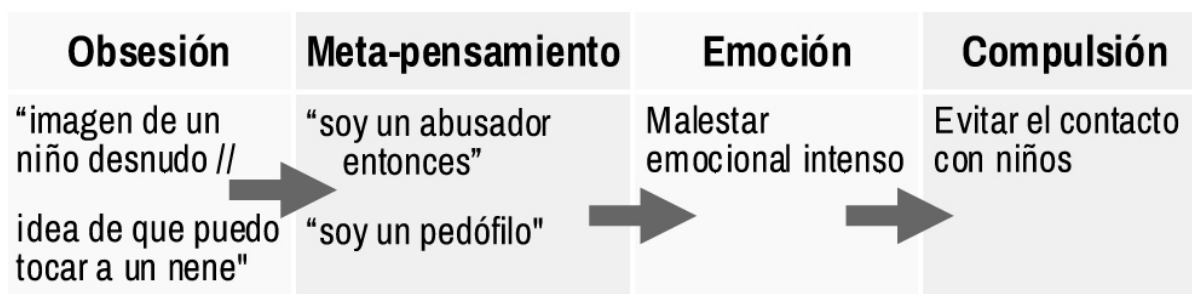 Obsesión
Meta-pensamiento
Emoción
Compulsión
“imagen de un
niño desnudo //
idea de que puedo
tocar a un nene"
“soy un abusador
entonces”
“soy un pedófilo"
Malestar
emocional intenso
Evitar el contacto
con niños